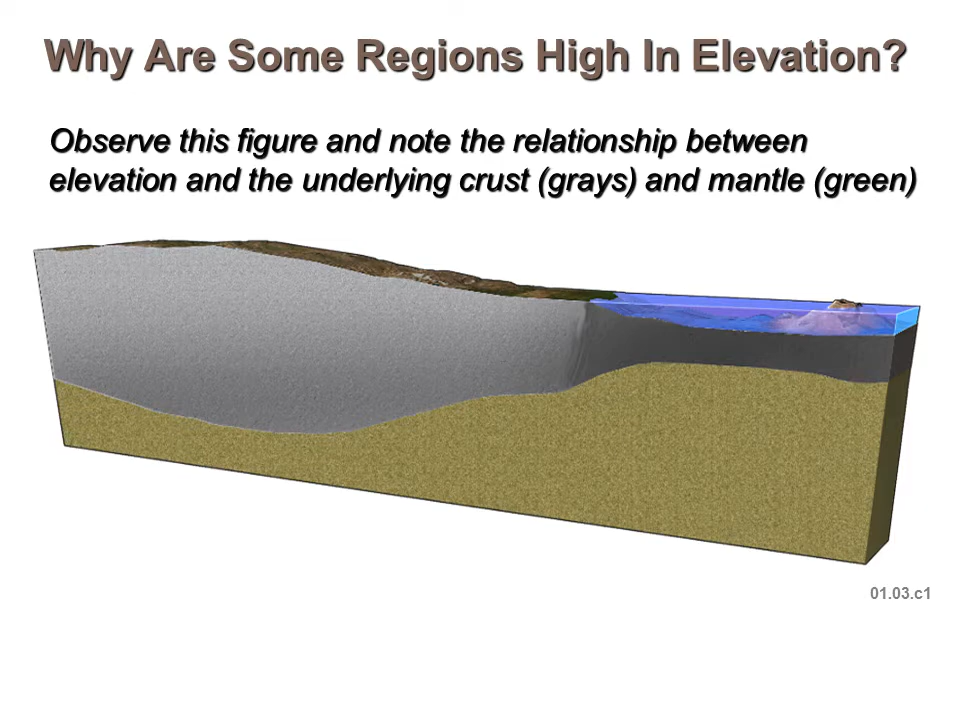 Why Are Some Regions High In Elevation?
Observe this figure and note the relationship between
elevation and the underlying crust (grays) and mantle (green)
01.03.c1